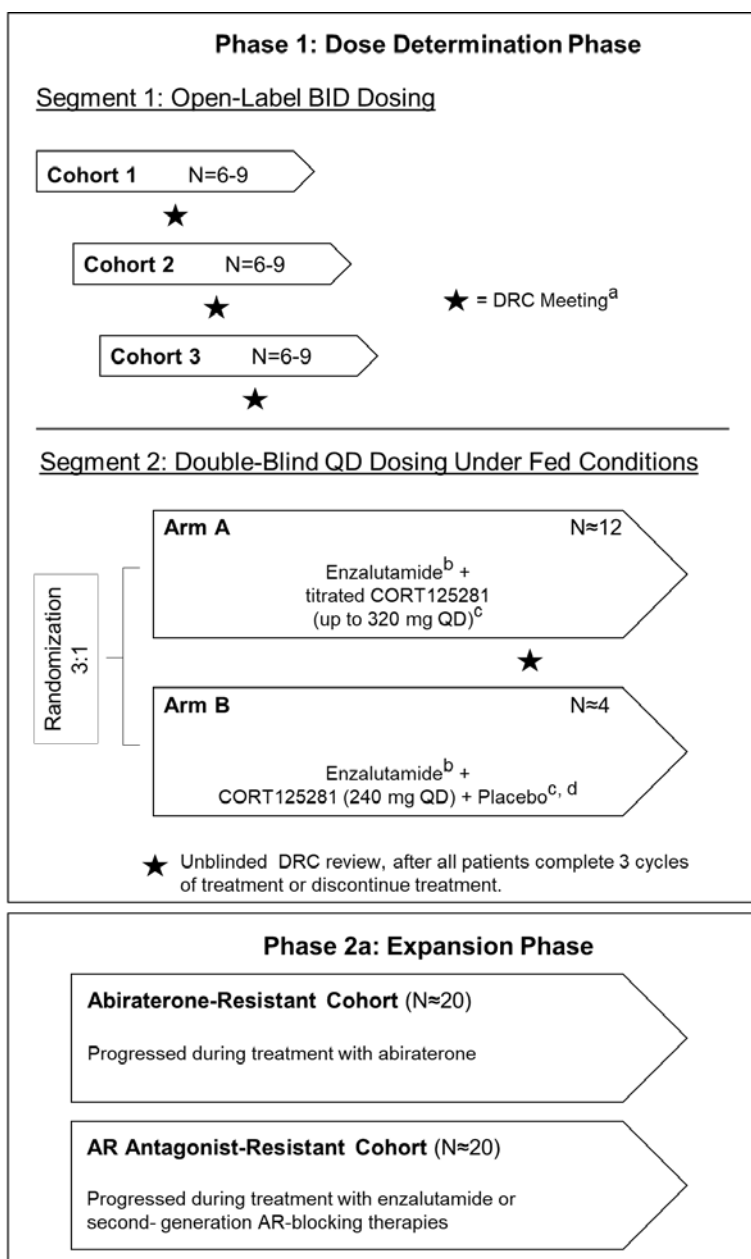 Phase 1: Dose Determination Phase
Segment 1: Open-Label BID Dosing
Cohort 1 N=6-9
Cohort 2 N=6-9
★ = DRC Meetingᵃ
Cohort 3 N=6-9
Segment 2: Double-Blind QD Dosing Under Fed Conditions
Randomization
3:1
Arm A N≈12
Enzalutamideᵇ +
titrated CORT125281
(up to 320 mg QD)ᶜ
Arm B N≈4
Enzalutamideᵇ +
CORT125281 (240 mg QD) + Placeboᶜ, ᵈ
★ Unblinded DRC review, after all patients complete 3 cycles
of treatment or discontinue treatment.
Phase 2a: Expansion Phase
Abiraterone-Resistant Cohort (N≈20)
Progressed during treatment with abiraterone
AR Antagonist-Resistant Cohort (N≈20)
Progressed during treatment with enzalutamide or
second- generation AR-blocking therapies